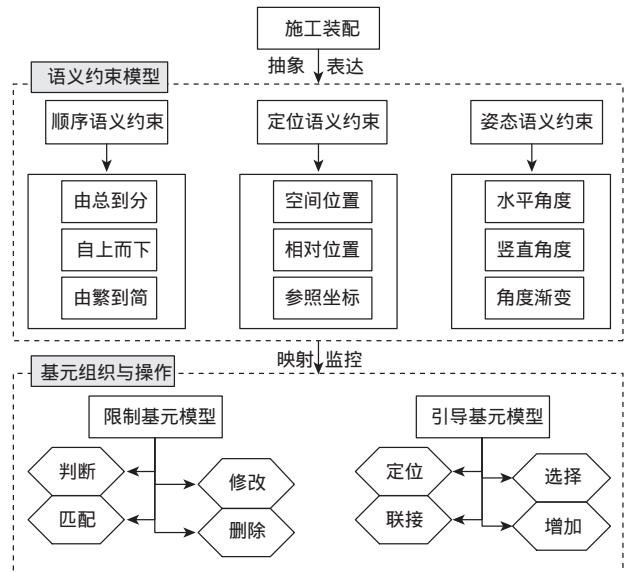 施工装配
抽象 表达
语义约束模型
顺序语义约束 定位语义约束 姿态语义约束
由总到分 空间位置 水平角度
自上而下 相对位置 竖直角度
由繁到简 参照坐标 角度渐变
映射 监控
基元组织与操作
限制基元模型 引导基元模型
判断 修改 定位 选择
匹配 删除 联接 增加